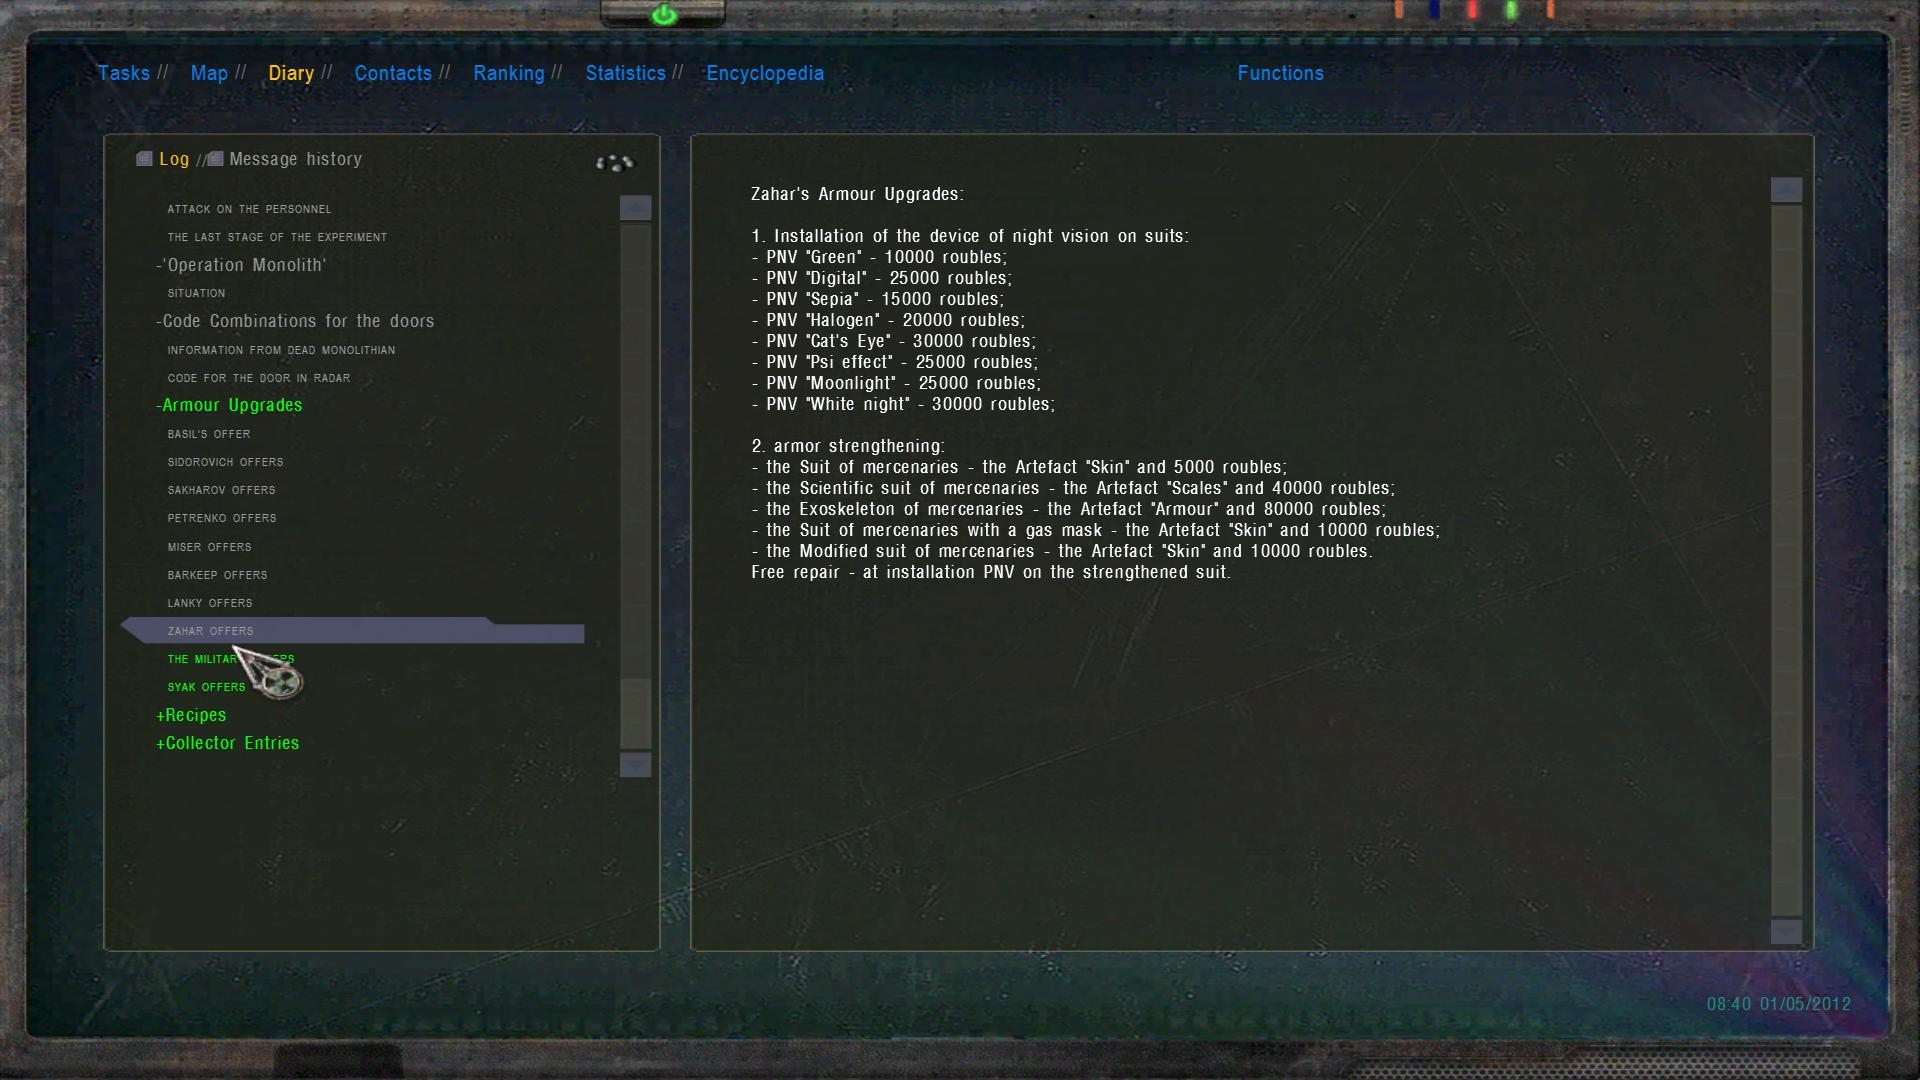 Tasks // Map // Diary // Contacts // Ranking // Statistics // Encyclopedia
Functions
Log // Message history
ATTACK ON THE PERSONNEL
THE LAST STAGE OF THE EXPERIMENT
-'Operation Monolith'
SITUATION
-Code Combinations for the doors
INFORMATION FROM DEAD MONOLITHIAN
CODE FOR THE DOOR IN RADAR
-Armour Upgrades
BASIL'S OFFER
SIDOROVICH OFFERS
SAKHAROV OFFERS
PETRENKO OFFERS
MISER OFFERS
BARKEEP OFFERS
LANKY OFFERS
ZAHAR OFFERS
THE
SYAK OFFERS
+Recipes
+Collector Entries
Zahar's Armour Upgrades:
1. Installation of the device of night vision on suits:
- PNV "Green" - 10000 roubles;
- PNV "Digital" - 25000 roubles;
- PNV "Sepia" - 15000 roubles;
- PNV "Halogen" - 20000 roubles;
- PNV "Cat's Eye" - 30000 roubles;
- PNV "Psi effect" - 25000 roubles;
- PNV "Moonlight" - 25000 roubles;
- PNV "White night" - 30000 roubles;
2. armor strengthening:
- the Suit of mercenaries - the Artefact "Skin" and 5000 roubles;
- the Scientific suit of mercenaries - the Artefact "Scales" and 40000 roubles;
- the Exoskeleton of mercenaries - the Artefact "Armour" and 80000 roubles;
- the Suit of mercenaries with a gas mask - the Artefact "Skin" and 10000 roubles;
- the Modified suit of mercenaries - the Artefact "Skin" and 10000 roubles.
Free repair - at installation PNV on the strengthened suit.
08:40 01/05/2012